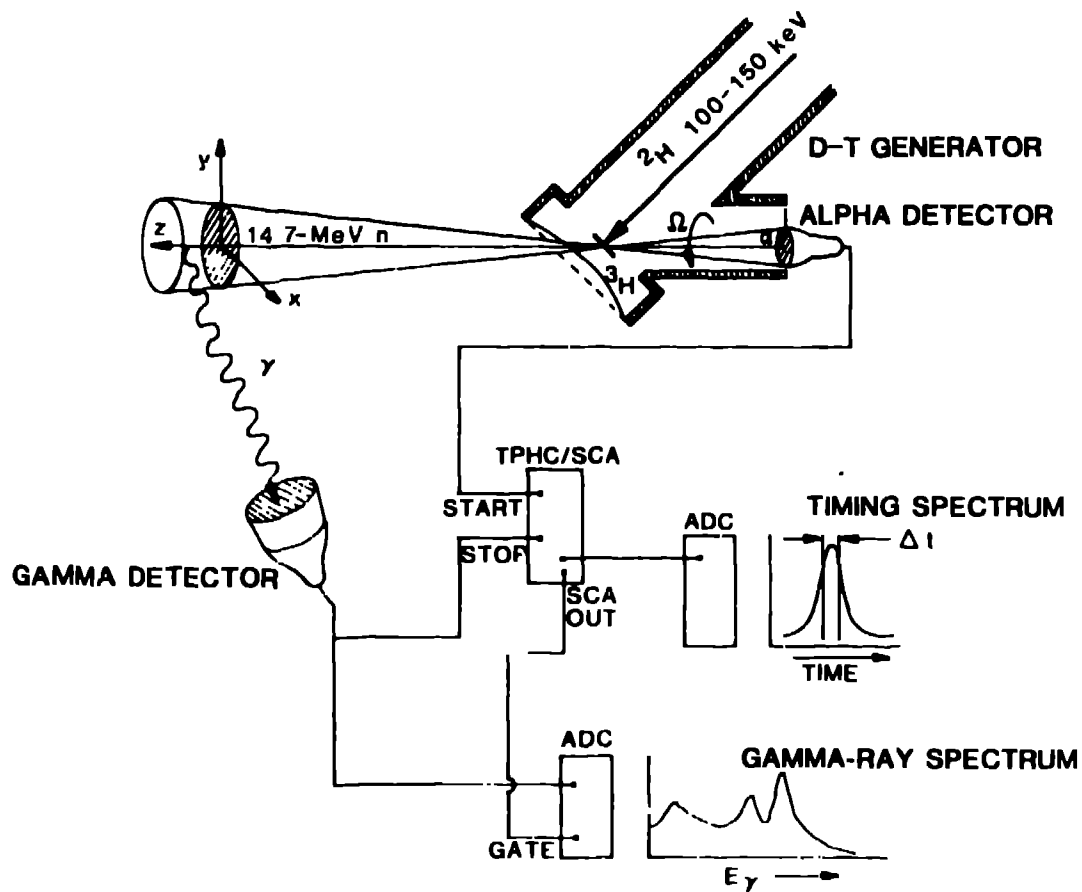 ²H 100-150 keV
D-T GENERATOR
ALPHA DETECTOR
y
z
14 7-MeV n
x
Ω
α
³H
γ
TPHC/SCA
START
STOP
SCA
OUT
ADC
TIMING SPECTRUM
Δt
TIME
GAMMA DETECTOR
ADC
GATE
GAMMA-RAY SPECTRUM
Eγ